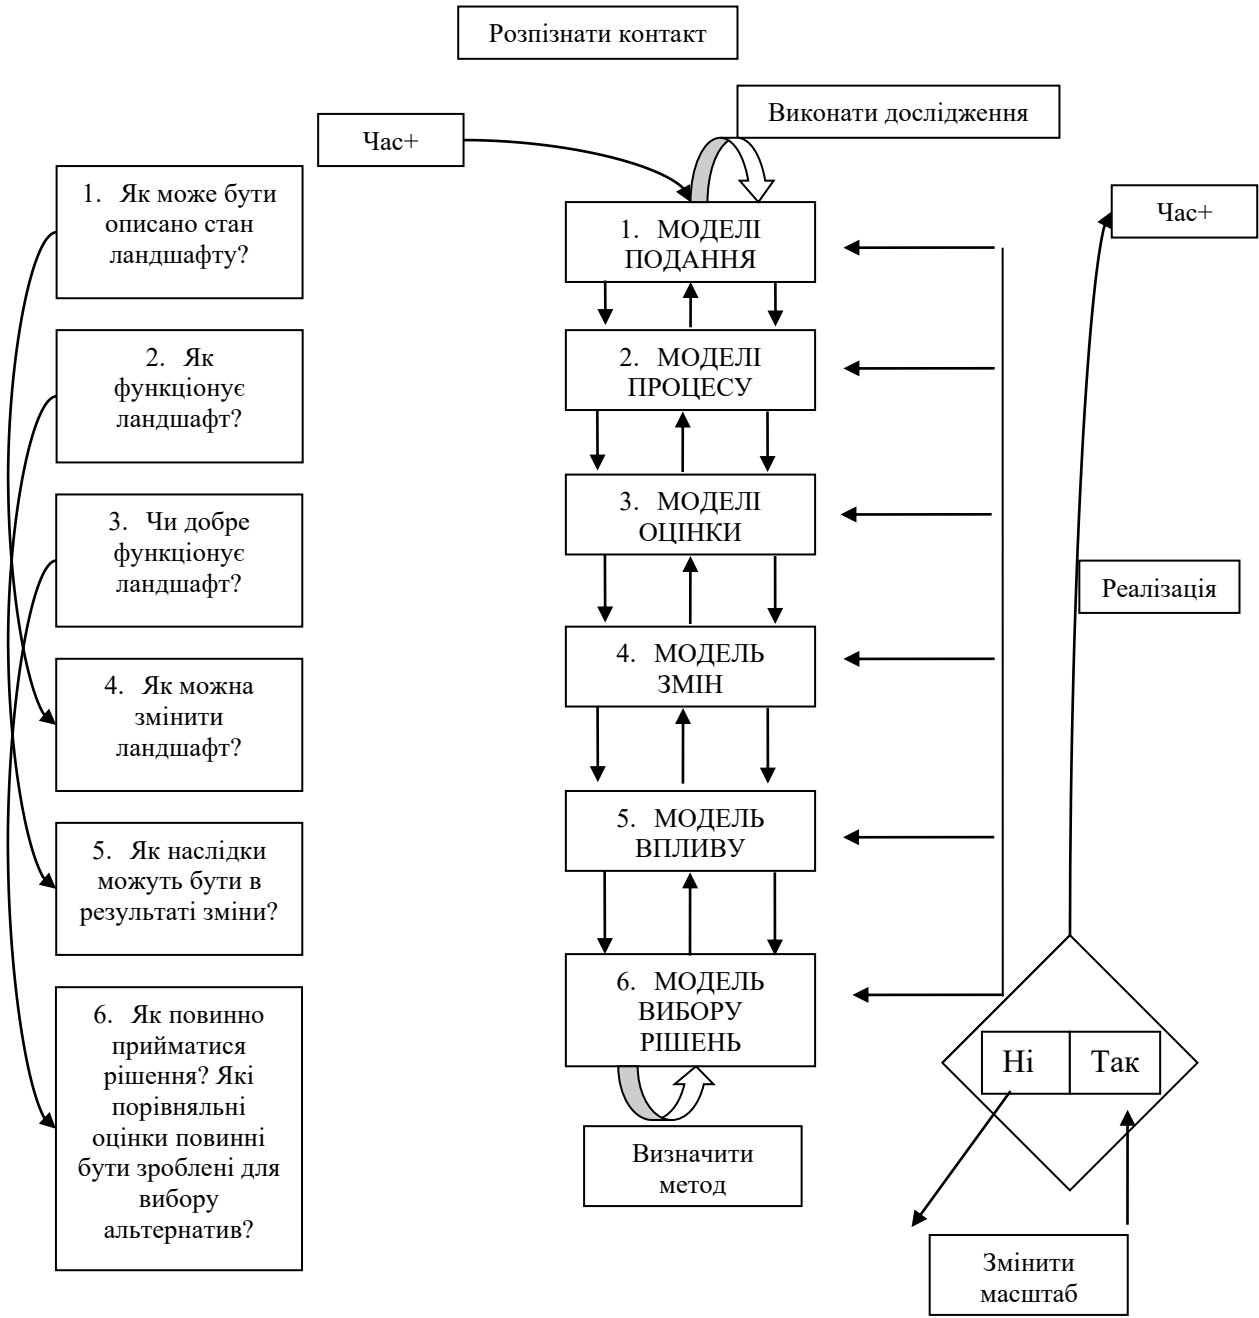 Розпізнати контакт
Виконати дослідження
Час+
1. Як може бути
описано стан
ландшафту?
2. Як
функціонує
ландшафт?
3. Чи добре
функціонує
ландшафт?
4. Як можна
змінити
ландшафт?
5. Як наслідки
можуть бути в
результаті зміни?
6. Як повинно
прийматися
рішення? Які
порівняльні
оцінки повинні
бути зроблені для
вибору
альтернатив?
1. МОДЕЛІ
ПОДАННЯ
2. МОДЕЛІ
ПРОЦЕСУ
3. МОДЕЛІ
ОЦІНКИ
4. МОДЕЛЬ
ЗМІН
5. МОДЕЛЬ
ВПЛИВУ
6. МОДЕЛЬ
ВИБОРУ
РІШЕНЬ
Визначити
метод
Час+
Реалізація
Ні
Так
Змінити
масштаб